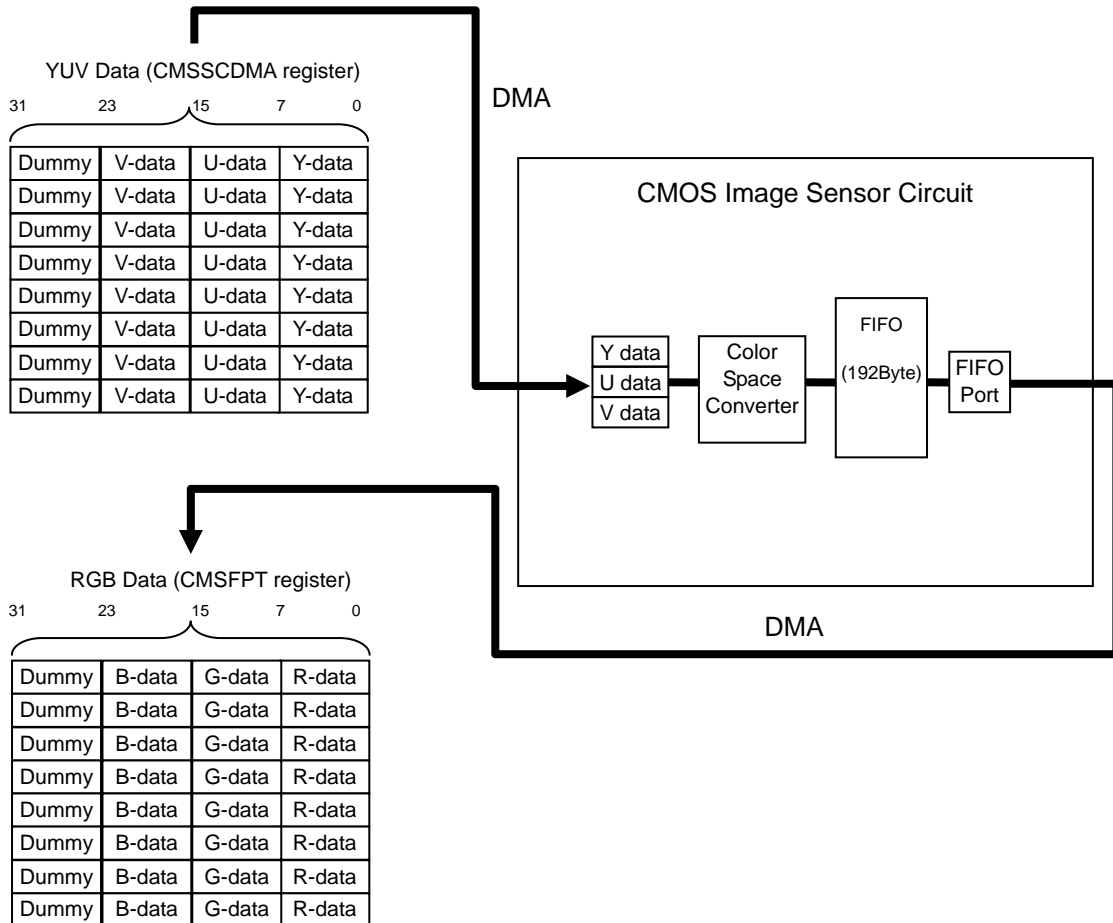 YUV Data (CMSSCDMA register)
31 23 15 7 0
Dummy V-data U-data Y-data
Dummy V-data U-data Y-data
Dummy V-data U-data Y-data
Dummy V-data U-data Y-data
Dummy V-data U-data Y-data
Dummy V-data U-data Y-data
Dummy V-data U-data Y-data
Dummy V-data U-data Y-data
DMA
CMOS Image Sensor Circuit
Y data
U data
V data
Color
Space
Converter
FIFO
(192Byte)
FIFO
Port
DMA
RGB Data (CMSFPT register)
31 23 15 7 0
Dummy B-data G-data R-data
Dummy B-data G-data R-data
Dummy B-data G-data R-data
Dummy B-data G-data R-data
Dummy B-data G-data R-data
Dummy B-data G-data R-data
Dummy B-data G-data R-data
Dummy B-data G-data R-data